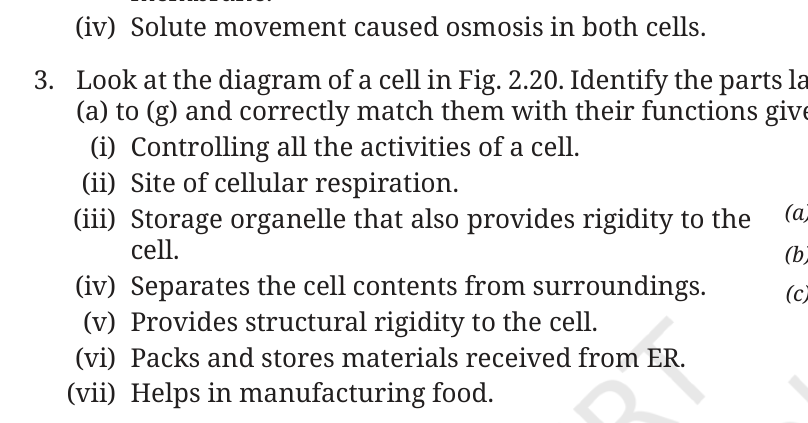 (iv) Solute movement caused osmosis in both cells.
3. Look at the diagram of a cell in Fig. 2.20. Identify the parts la
(a) to (g) and correctly match them with their functions give
(i) Controlling all the activities of a cell.
(ii) Site of cellular respiration.
(iii) Storage organelle that also provides rigidity to the
cell.
(a)
(b)
(c)
(iv) Separates the cell contents from surroundings.
(v) Provides structural rigidity to the cell.
(vi) Packs and stores materials received from ER.
(vii) Helps in manufacturing food.
RT